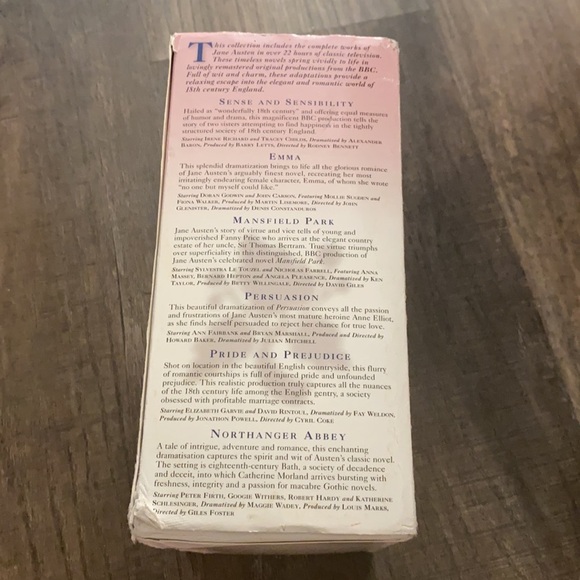 This collection includes the complete works of
Jane Austen in over 22 hours of classic television.
These timeless novels spring vividly to life in
lovingly remastered original productions from the BBC.
Full of wit and charm, these adaptations provide a
relaxing escape into the elegant and romantic world of
18th century England.
SENSE AND SENSIBILITY
Hailed as "wonderfully 18th century" and offering equal measures
of humor and drama, this magnificent BBC production tells the
story of two sisters attempting to find happiness in the tightly
structured society of 18th century England.
Starring IRENE RICHARD and TRACEY CHILDS, Dramatized by ALEXANDER
BARON, Produced by BARRY LETTS, Directed by RODNEY BENNETT
EMMA
This splendid dramatization brings to life all the glorious romance
of Jane Austen's arguably finest novel, recreating her most
irritatingly endearing female character, Emma, of whom she wrote
"no one but myself could like."
Starring DORAN GODWIN and JOHN CARSON, Featuring MOLLIE SUGDEN and
FIONA WALKER, Produced by MARTIN LISEMORE, Directed by JOHN
GLENISTER, Dramatized by DENIS CONSTANDUROS
MANSFIELD PARK
Jane Austen's story of virtue and vice tells of young and
impoverished Fanny Price who arrives at the elegant country
estate of her uncle, Sir Thomas Bertram. True virtue triumphs
over superficiality in this distinguished, BBC production of
Jane Austen's celebrated novel Mansfield Park.
Starring SYLVESTRA LE TOUZEL and NICHOLAS FARRELL, Featuring ANNA
MASSEY, BERNARD HEPTON and ANGELA PLEASENCE, Dramatized by KEN
TAYLOR, Produced by BETTY WILLINGALE, Directed by DAVID GILES
PERSUASION
This beautiful dramatization of Persuasion conveys all the passion
and frustrations of Jane Austen's most mature heroine Anne Elliot,
as she finds herself persuaded to reject her chance for true love.
Starring ANN FAIRBANK and BRYAN MARSHALL, Produced and Directed by
HOWARD BAKER, Dramatized by JULIAN MITCHELL
PRIDE AND PREJUDICE
Shot on location in the beautiful English countryside, this flurry
of romantic courtships is full of injured pride and unfounded
prejudice. This realistic production truly captures all the nuances
of the 18th century life among the English gentry, a society
obsessed with profitable marriage contracts.
Starring ELIZABETH GARVIE and DAVID RINTOUL, Dramatized by FAY WELDON,
Produced by JONATHON POWELL, Directed by CYRIL COKE
NORTHANGER ABBEY
A tale of intrigue, adventure and romance, this enchanting
dramatisation captures the spirit and wit of Austen's classic novel.
The setting is eighteenth-century Bath, a society of decadence
and deceit, into which Catherine Morland arrives bursting with
freshness, integrity and a passion for macabre Gothic novels.
Starring PETER FIRTH, GOOGIE WITHERS, ROBERT HARDY and KATHERINE
SCHLESINGER, Dramatized by MAGGIE WADEY, Produced by LOUIS MARKS,
Directed by GILES FOSTER